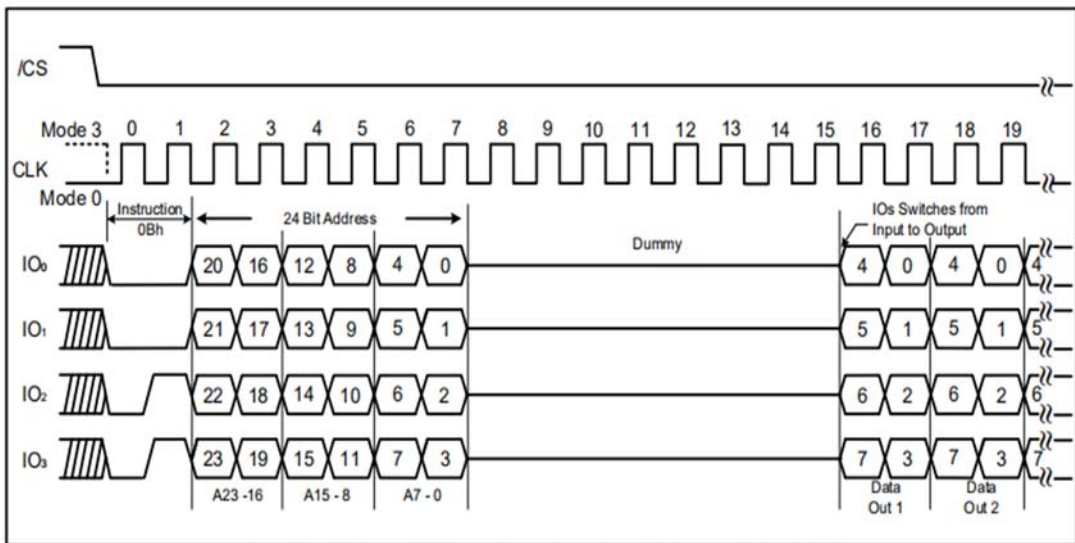 /CS
Mode 3 0 1 2 3 4 5 6 7 8 9 10 11 12 13 14 15 16 17 18 19
CLK
Mode 0
Instruction
0Bh
24 Bit Address
IOs Switches from
Input to Output
Dummy
IO₀ 20 16 12 8 4 0 4 0 4 0 4
IO₁ 21 17 13 9 5 1 5 1 5 1 5
IO₂ 22 18 14 10 6 2 6 2 6 2 6
IO₃ 23 19 15 11 7 3 7 3 7 3 7
A23 -16 A15 - 8 A7 - 0
Data Data
Out 1 Out 2